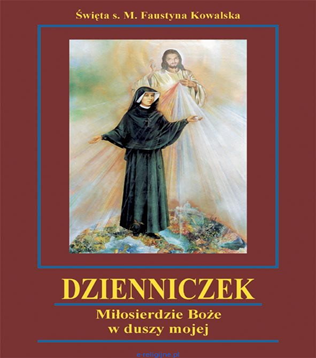 Święta s. M. Faustyna Kowalska
DZIENNICZEK
Miłosierdzie Boże
w duszy mojej